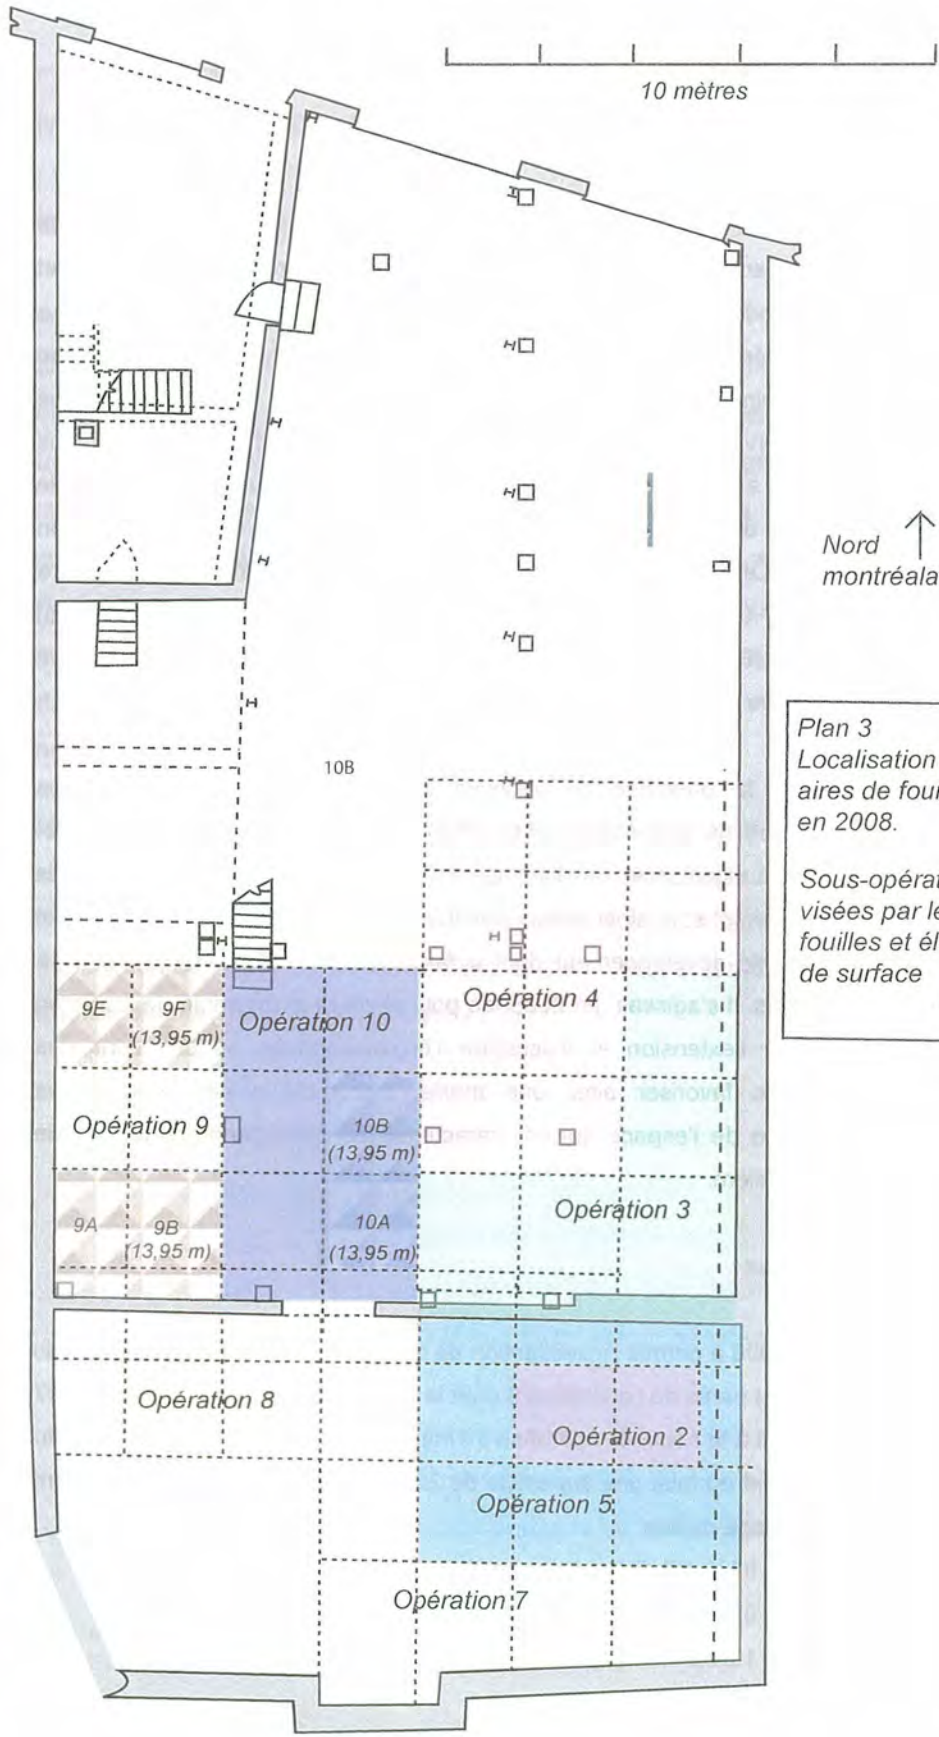 10 mètres
Nord
montréala
Plan 3
Localisation
aires de four
en 2008.
Sous-opérat
visées par le
fouilles et él
de surface
10B
Opération 4
9E
9F
(13,95 m)
Opération 10
Opération 9
10B
(13,95 m)
9A
9B
(13,95 m)
10A
(13,95 m)
Opération 3
Opération 8
Opération 2
Opération 5
Opération 7